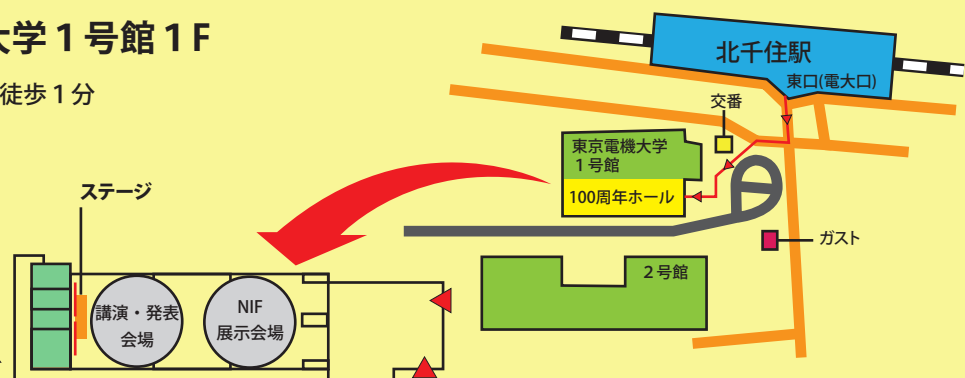 大学１号館１F
徒歩１分
北千住駅
東口(電大口)
交番
東京電機大学
１号館
100周年ホール
ガスト
２号館
ステージ
講演・発表
会場
NIF
展示会場